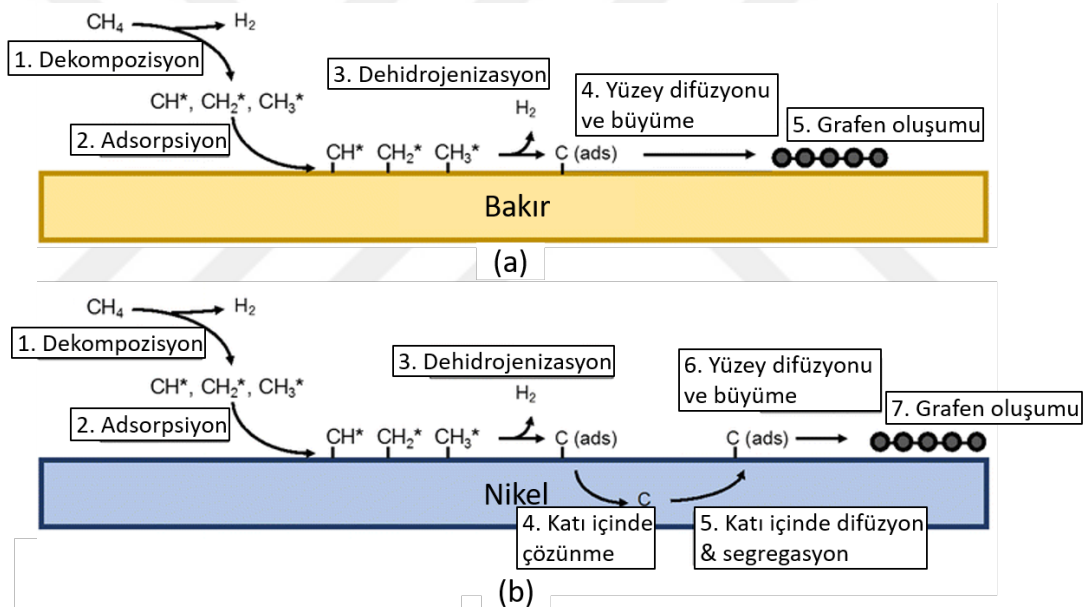 CH₄
H₂
1. Dekompozisyon
CH*, CH₂*, CH₃*
2. Adsorpsiyon
3. Dehidrojenizasyon
H₂
CH* CH₂* CH₃*
C (ads)
4. Yüzey difüzyonu
ve büyüme
5. Grafen oluşumu
Bakır
(a)
CH₄
H₂
1. Dekompozisyon
CH*, CH₂*, CH₃*
2. Adsorpsiyon
3. Dehidrojenizasyon
H₂
CH* CH₂* CH₃*
C (ads)
Nikel
C
4. Katı içinde
çözünme
5. Katı içinde difüzyon
& segregasyon
C (ads)
6. Yüzey difüzyonu
ve büyüme
7. Grafen oluşumu
(b)